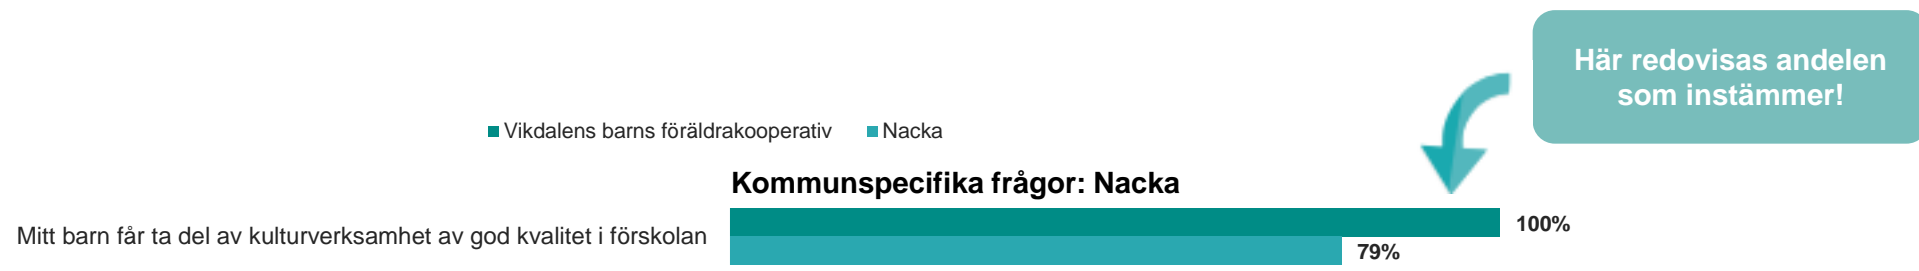 Här redovisas andelen
som instämmer!
Vikdalens barns föräldrakooperativ Nacka
Kommunspecifika frågor: Nacka
Mitt barn får ta del av kulturverksamhet av god kvalitet i förskolan
100%
79%